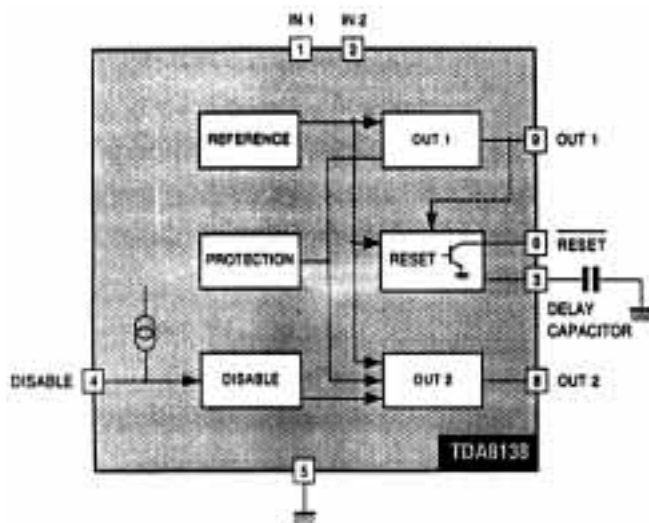 IN 1 IN 2
1 2
REFERENCE OUT 1 9 OUT 1
PROTECTION RESET 6 RESET
3
DELAY
CAPACITOR
DISABLE 4 DISABLE OUT 2 8 OUT 2
TDA8138
5